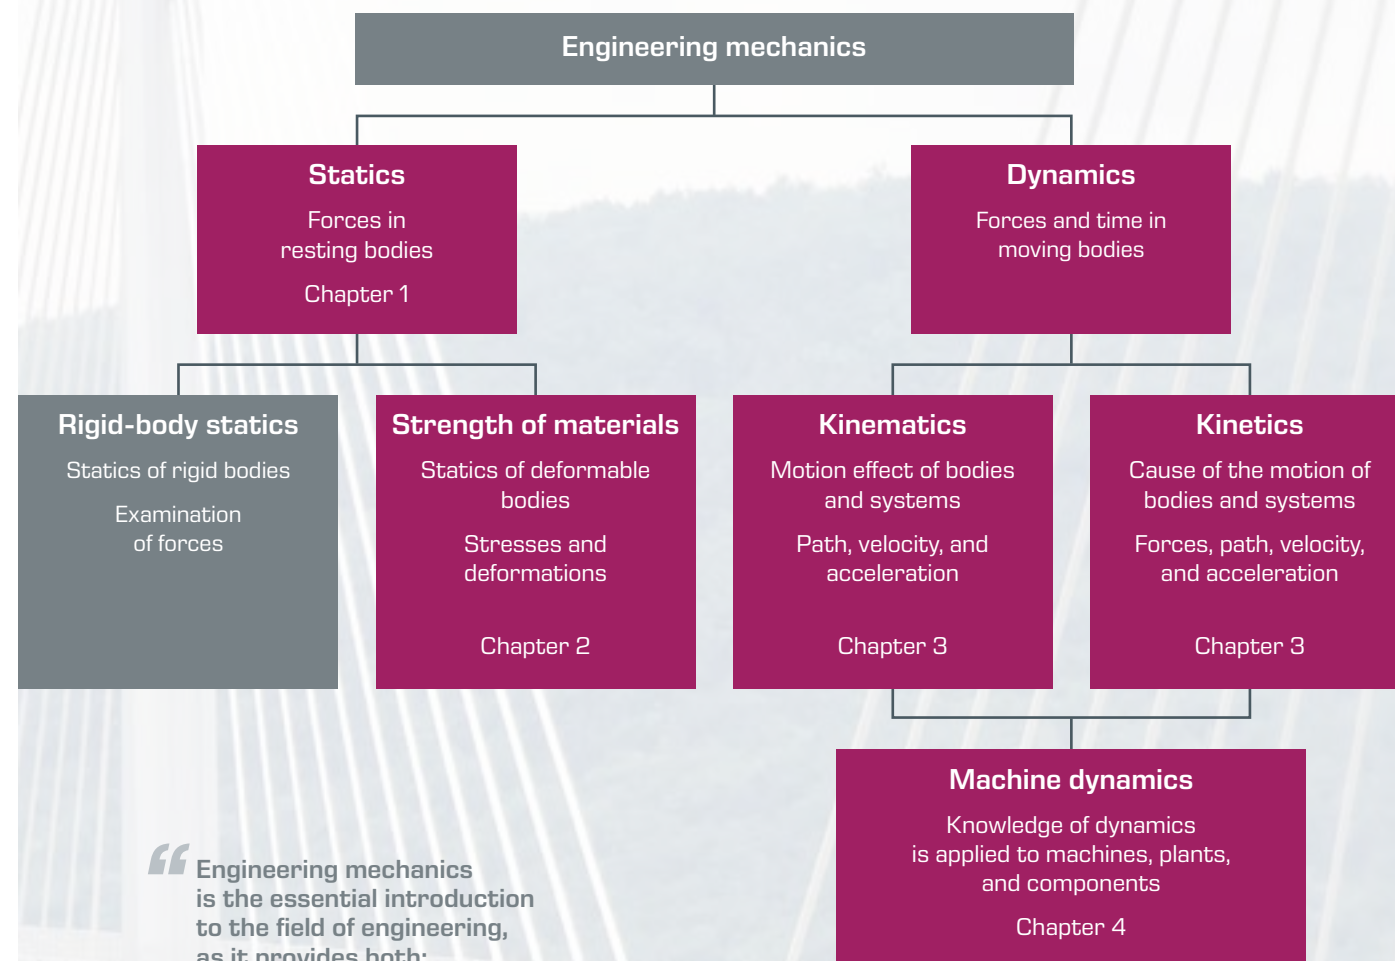 Engineering mechanics
Statics
Forces in
resting bodies
Chapter 1
Dynamics
Forces and time in
moving bodies
Rigid-body statics
Statics of rigid bodies
Examination
of forces
Strength of materials
Statics of deformable
bodies
Stresses and
deformations
Chapter 2
Kinematics
Motion effect of bodies
and systems
Path, velocity, and
acceleration
Chapter 3
Kinetics
Cause of the motion of
bodies and systems
Forces, path, velocity,
and acceleration
Chapter 3
Machine dynamics
Knowledge of dynamics
is applied to machines, plants,
and components
Chapter 4
“ Engineering mechanics
is the essential introduction
to the field of engineering,
as it provides both: